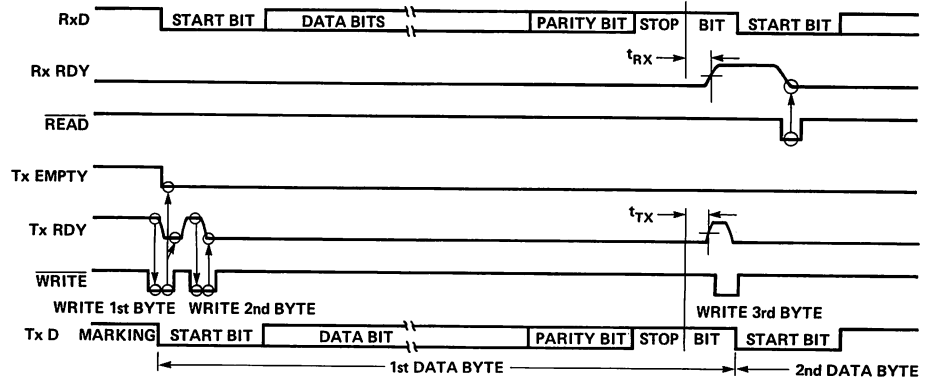 RxD START BIT DATA BITS PARITY BIT STOP BIT START BIT
tRX
Rx RDY
READ
Tx EMPTY
tTX
Tx RDY
WRITE
WRITE 1st BYTE WRITE 2nd BYTE WRITE 3rd BYTE
Tx D MARKING START BIT DATA BIT PARITY BIT STOP BIT START BIT
1st DATA BYTE 2nd DATA BYTE